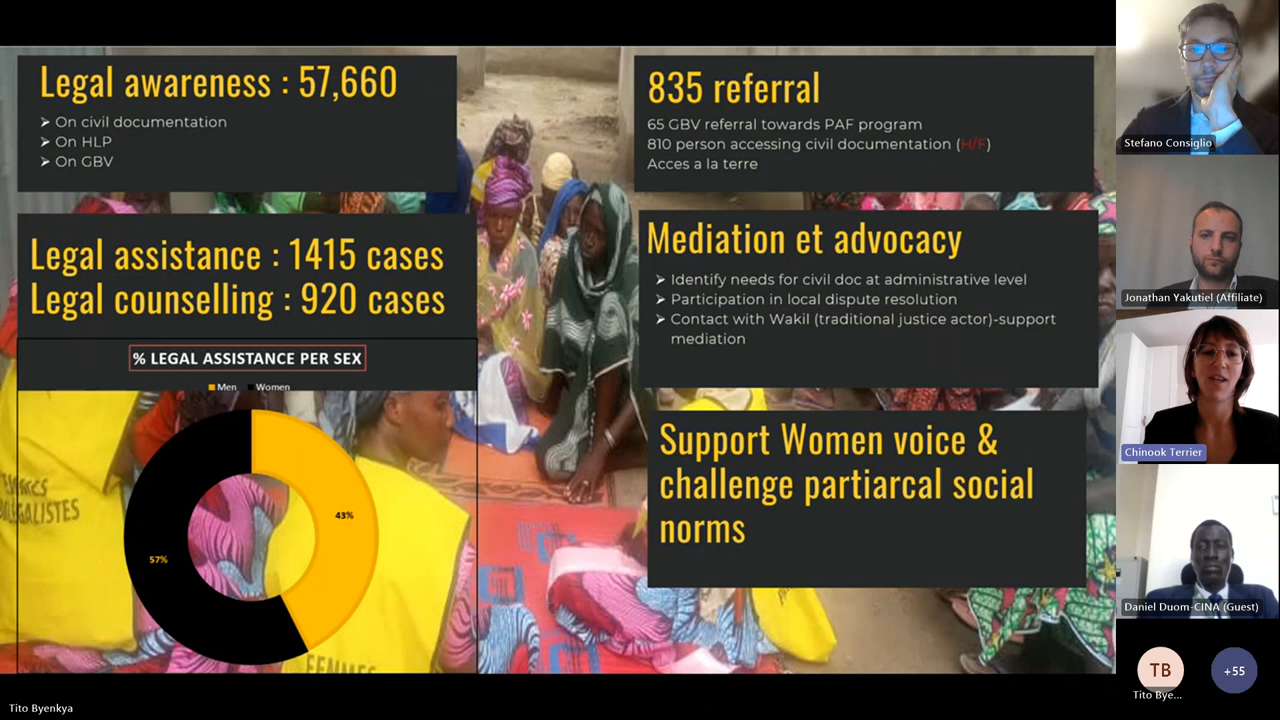 Legal awareness : 57,660
➤ On civil documentation
➤ On HLP
➤ On GBV
Legal assistance : 1415 cases
Legal counselling : 920 cases
% LEGAL ASSISTANCE PER SEX
Men Women
43%
57%
835 referral
65 GBV referral towards PAF program
810 person accessing civil documentation (H/F)
Acces a la terre
Mediation et advocacy
➤ Identify needs for civil doc at administrative level
➤ Participation in local dispute resolution
➤ Contact with Wakil (traditional justice actor)-support
mediation
Support Women voice &
challenge partiarcal social
norms
FEMMES
Stefano Consiglio
Jonathan Yakutiel (Affiliate)
Chinook Terrier
Daniel Duom-CINA (Guest)
TB
+55
Tito Bye...
Tito Byenkya